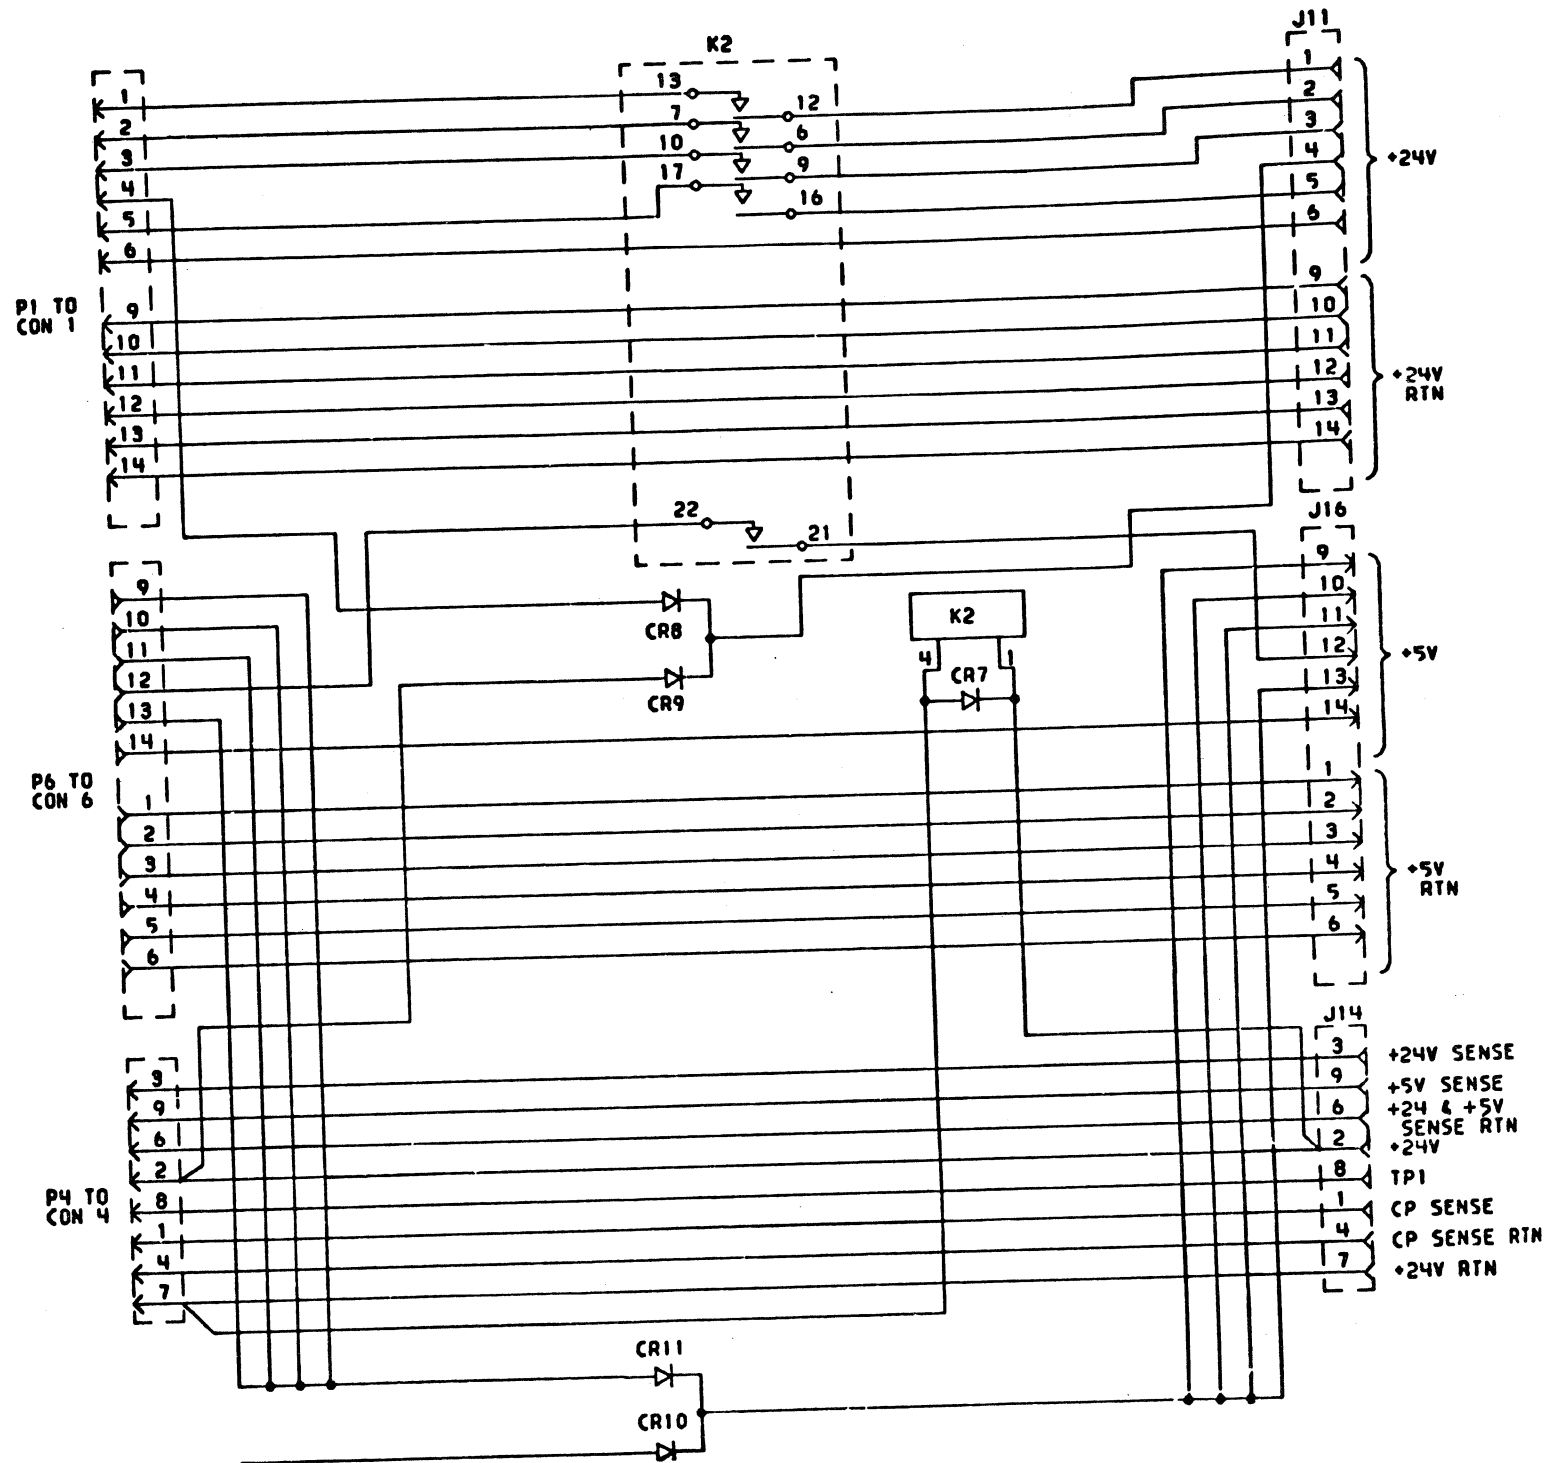 J11
K2
1
13
1
2
12
7
2
3
6
10
3
4
+24V
9
17
4
5
16
5
6
6
9
P1 TO
CON 1
9
10
10
11
11
12
+24V
RTN
12
13
13
14
14
22
J16
21
9
9
10
10
K2
11
CR8
11
12
+5V
4
1
12
CR7
13
CR9
13
14
14
P6 TO
CON 6
1
1
2
2
3
3
4
+5V
RTN
4
5
5
6
6
J14
3
+24V SENSE
3
9
+5V SENSE
9
6
+24 & +5V
SENSE RTN
6
2
+24V
2
8
TP1
P4 TO
CON 4
8
1
CP SENSE
1
4
CP SENSE RTN
4
7
+24V RTN
7
CR11
CR10